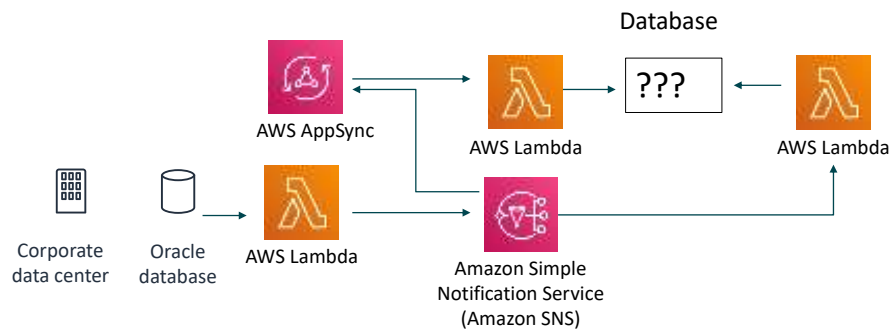 Database
???
AWS AppSync
AWS Lambda
AWS Lambda
Corporate
data center
Oracle
database
AWS Lambda
Amazon Simple
Notification Service
(Amazon SNS)